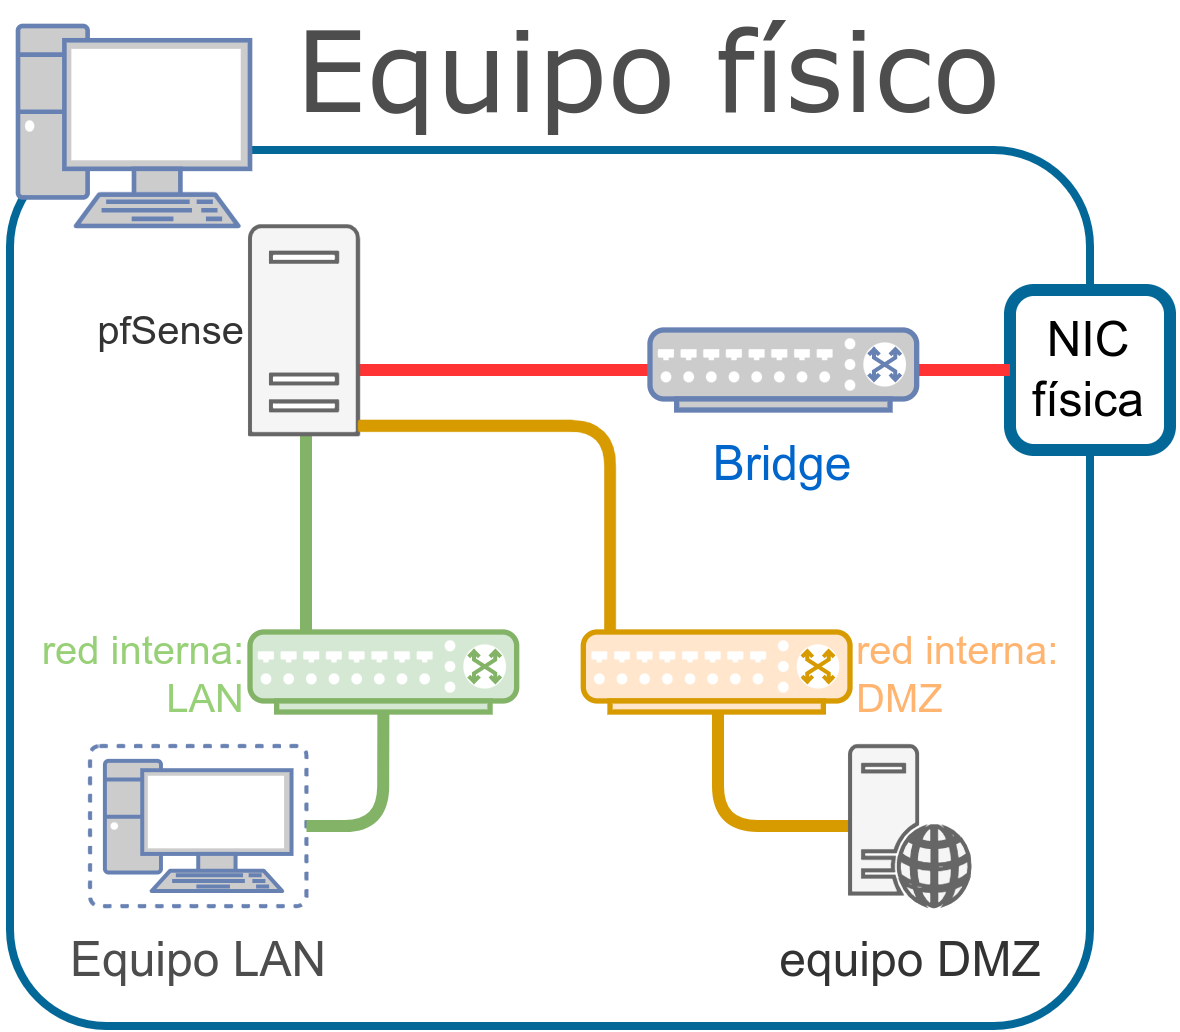 Equipo físico
pfSense
NIC
física
Bridge
red interna:
LAN
red interna:
DMZ
Equipo LAN
equipo DMZ